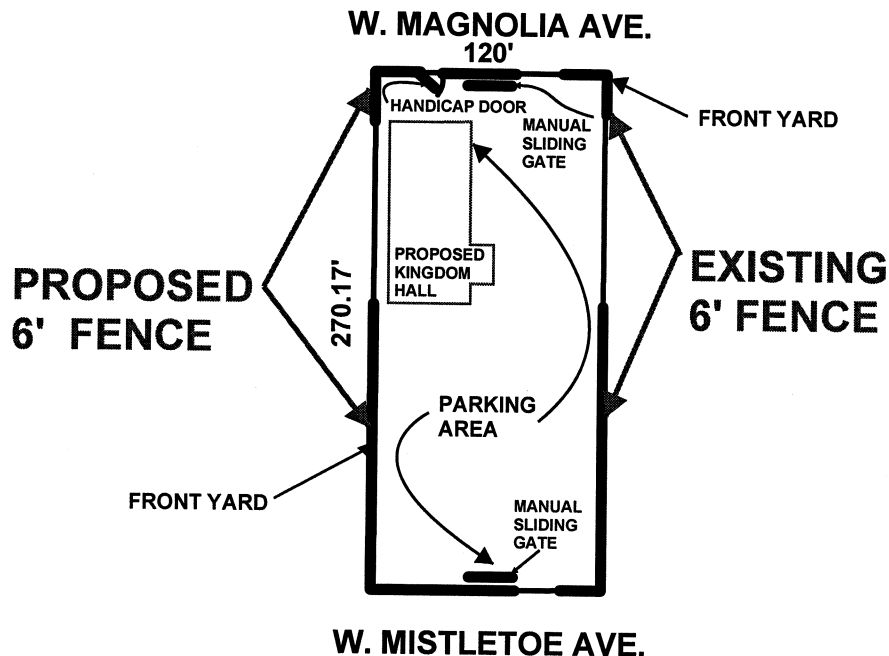 W. MAGNOLIA AVE.
120'
HANDICAP DOOR
MANUAL
SLIDING
GATE
FRONT YARD
PROPOSED
KINGDOM
HALL
PROPOSED
6' FENCE
270.17'
EXISTING
6' FENCE
PARKING
AREA
FRONT YARD
MANUAL
SLIDING
GATE
W. MISTLETOE AVE.